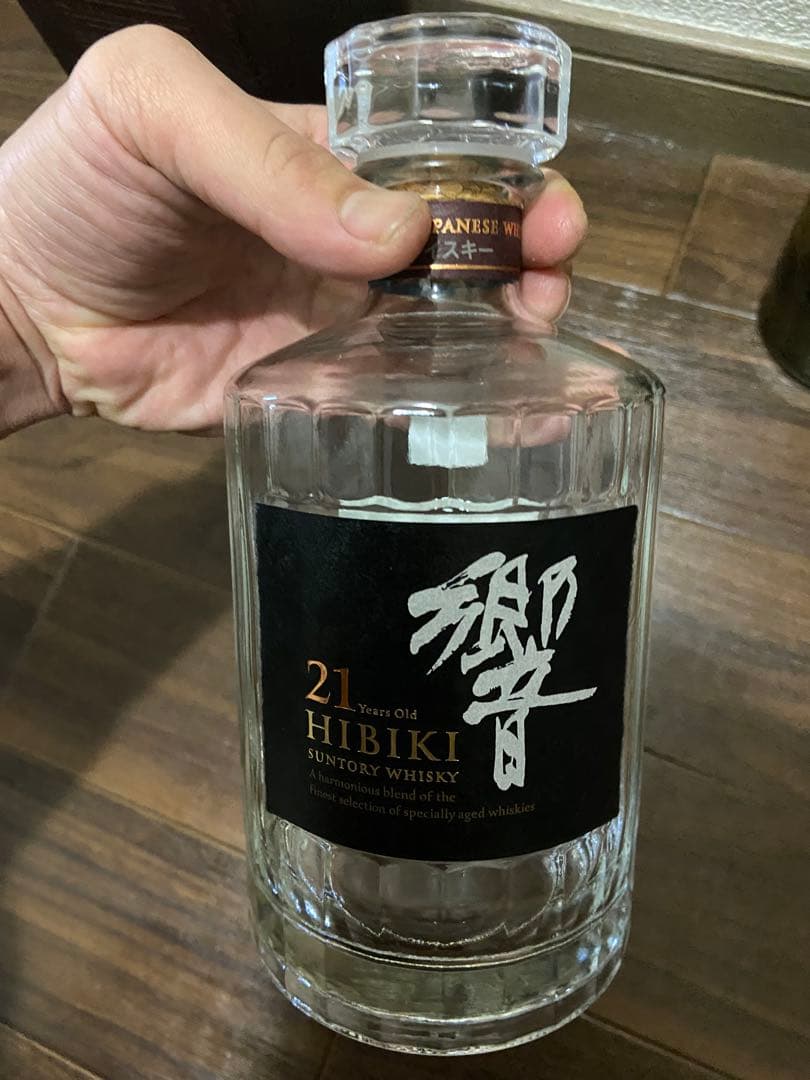 PANESE WH
スキー
響
21 Years Old
HIBIKI
SUNTORY WHISKY
A harmonious blend of the
Finest selection of specially aged whiskies